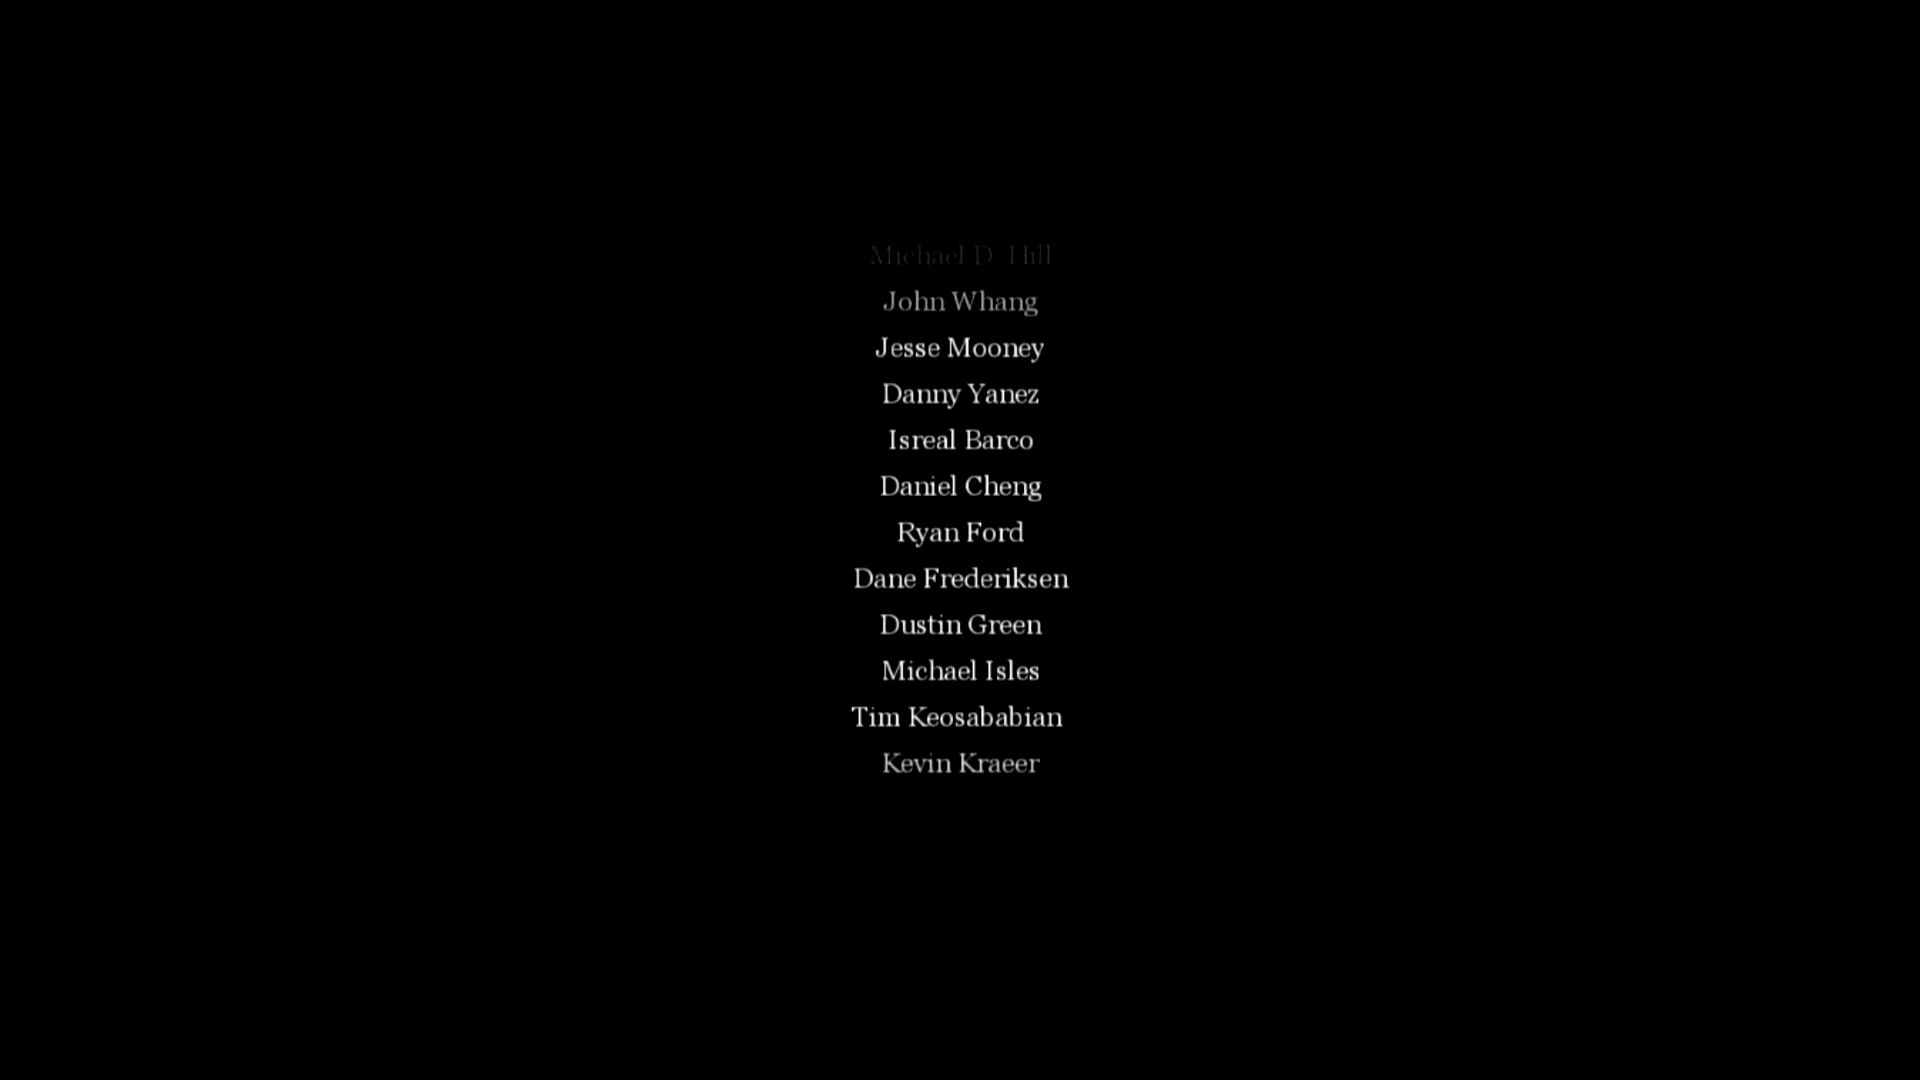 Michael D. Hill
John Whang
Jesse Mooney
Danny Yanez
Isreal Barco
Daniel Cheng
Ryan Ford
Dane Frederiksen
Dustin Green
Michael Isles
Tim Keosababian
Kevin Kraeer